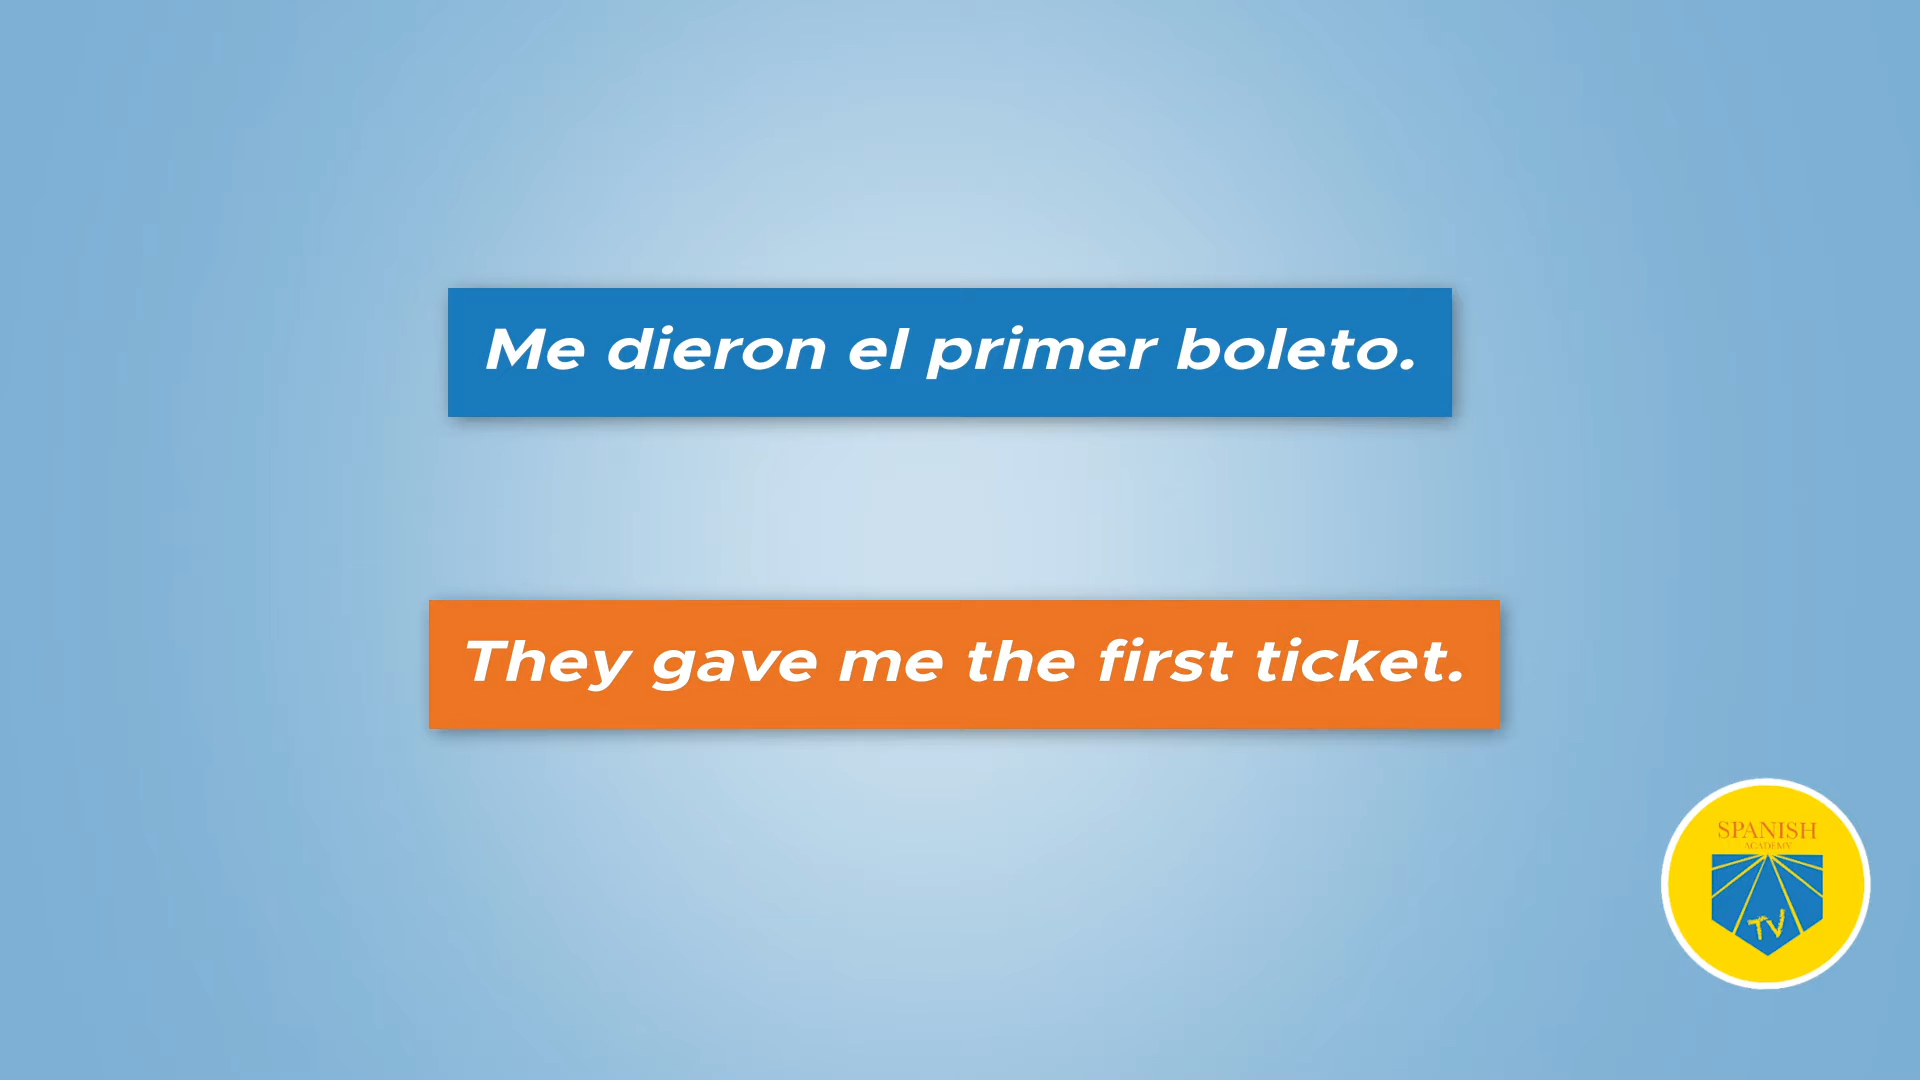 Me dieron el primer boleto.
They gave me the first ticket.
SPANISH
ACADEMY
TV